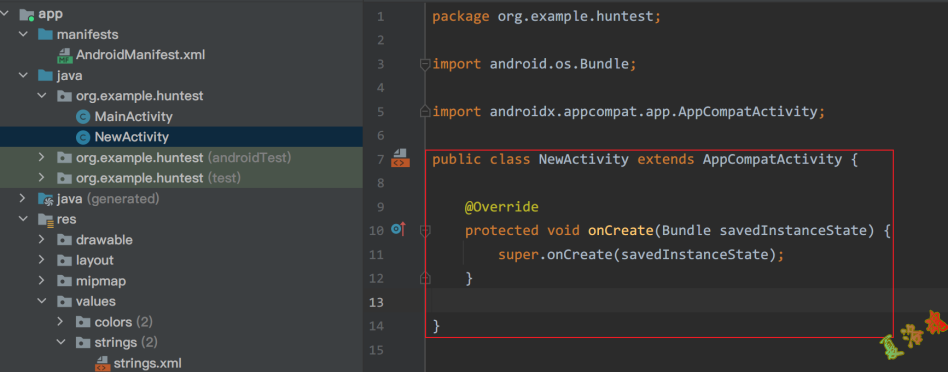 app
manifests
AndroidManifest.xml
java
org.example.huntest
MainActivity
NewActivity
org.example.huntest (androidTest)
org.example.huntest (test)
java (generated)
res
drawable
layout
mipmap
values
colors (2)
strings (2)
strings.xml
1 package org.example.huntest;
2
3 import android.os.Bundle;
4
5 import androidx.appcompat.app.AppCompatActivity;
6
7 public class NewActivity extends AppCompatActivity {
8
9 @Override
10 protected void onCreate(Bundle savedInstanceState) {
11 super.onCreate(savedInstanceState);
12 }
13
14 }
15